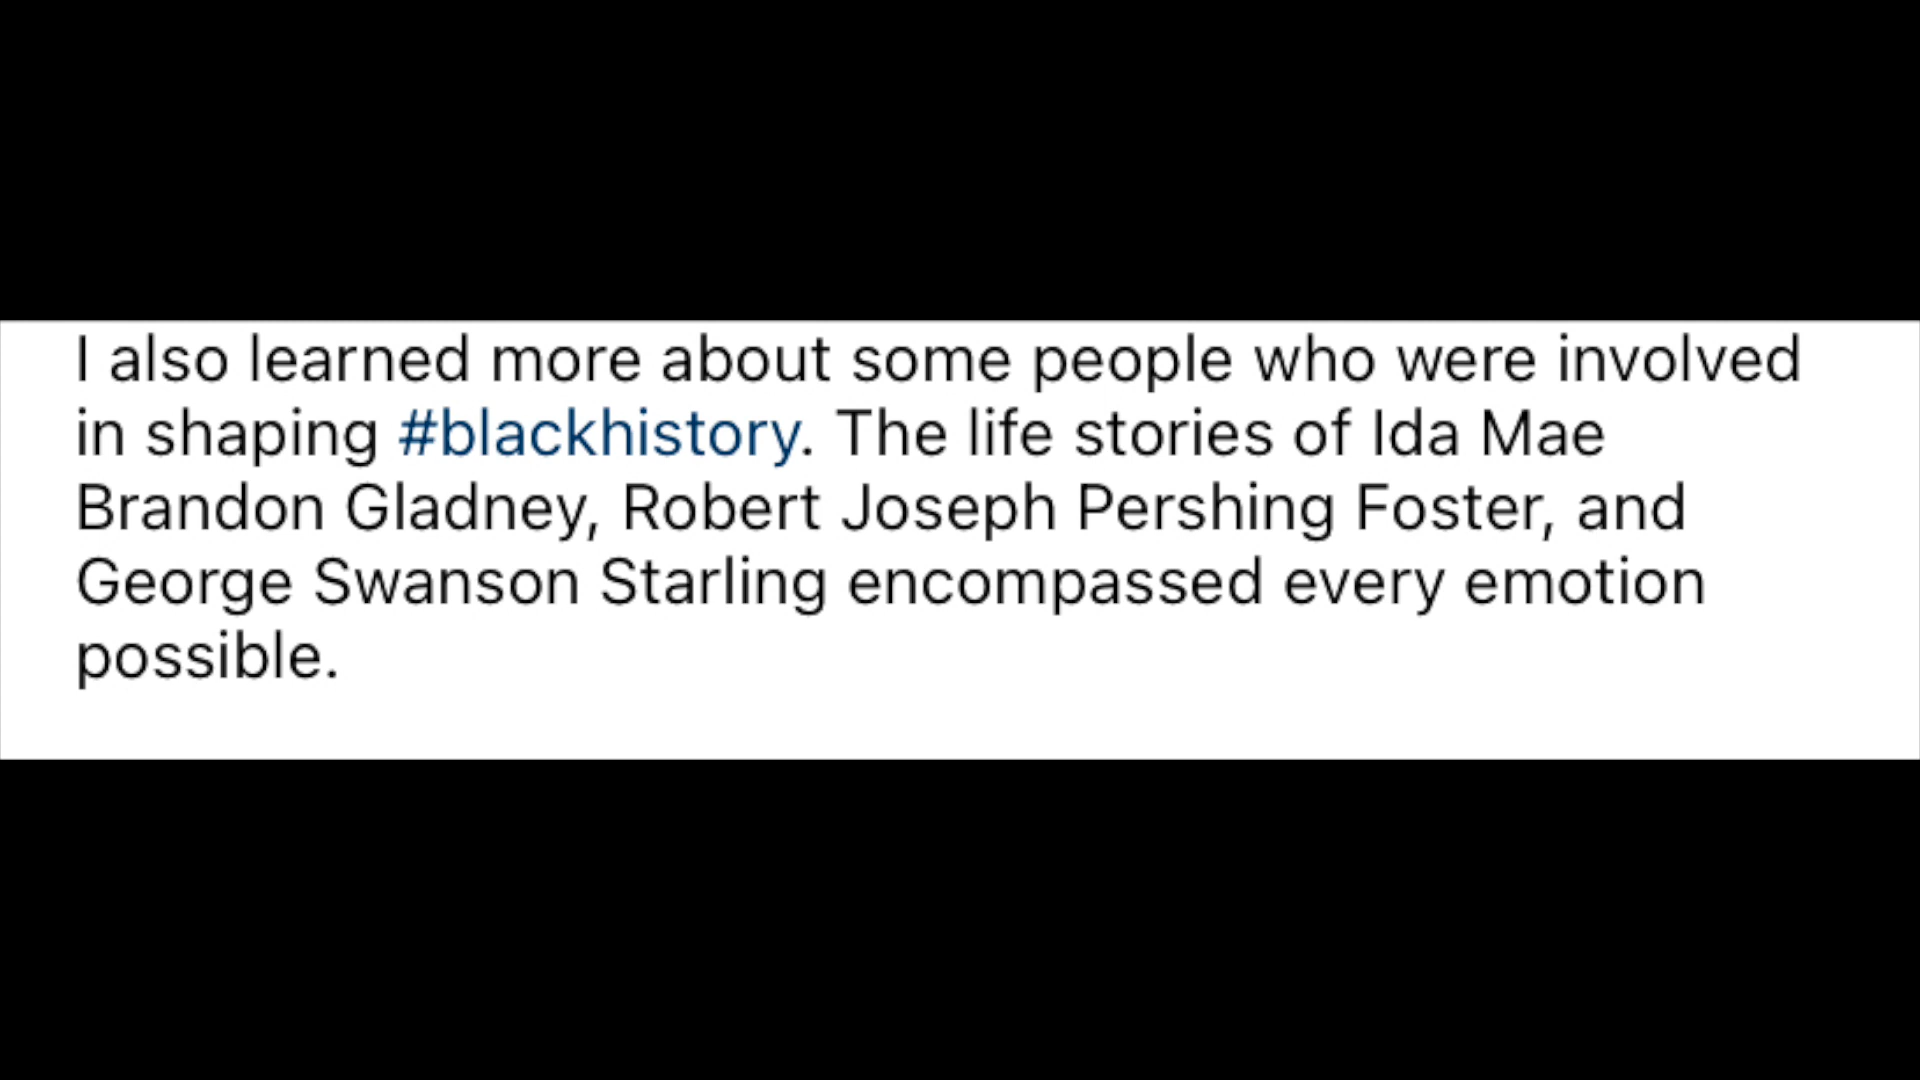 I also learned more about some people who were involved
in shaping #blackhistory. The life stories of Ida Mae
Brandon Gladney, Robert Joseph Pershing Foster, and
George Swanson Starling encompassed every emotion
possible.